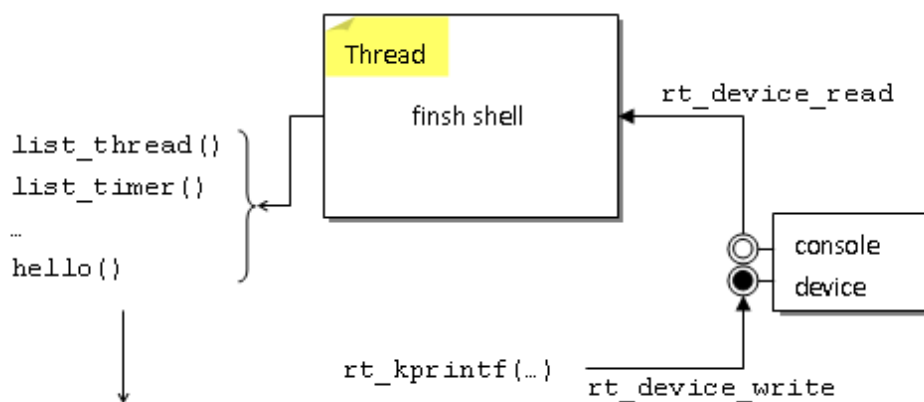 Thread
finsh shell
rt_device_read
list_thread()
list_timer()
…
hello()
console
device
rt_kprintf(…)
rt_device_write